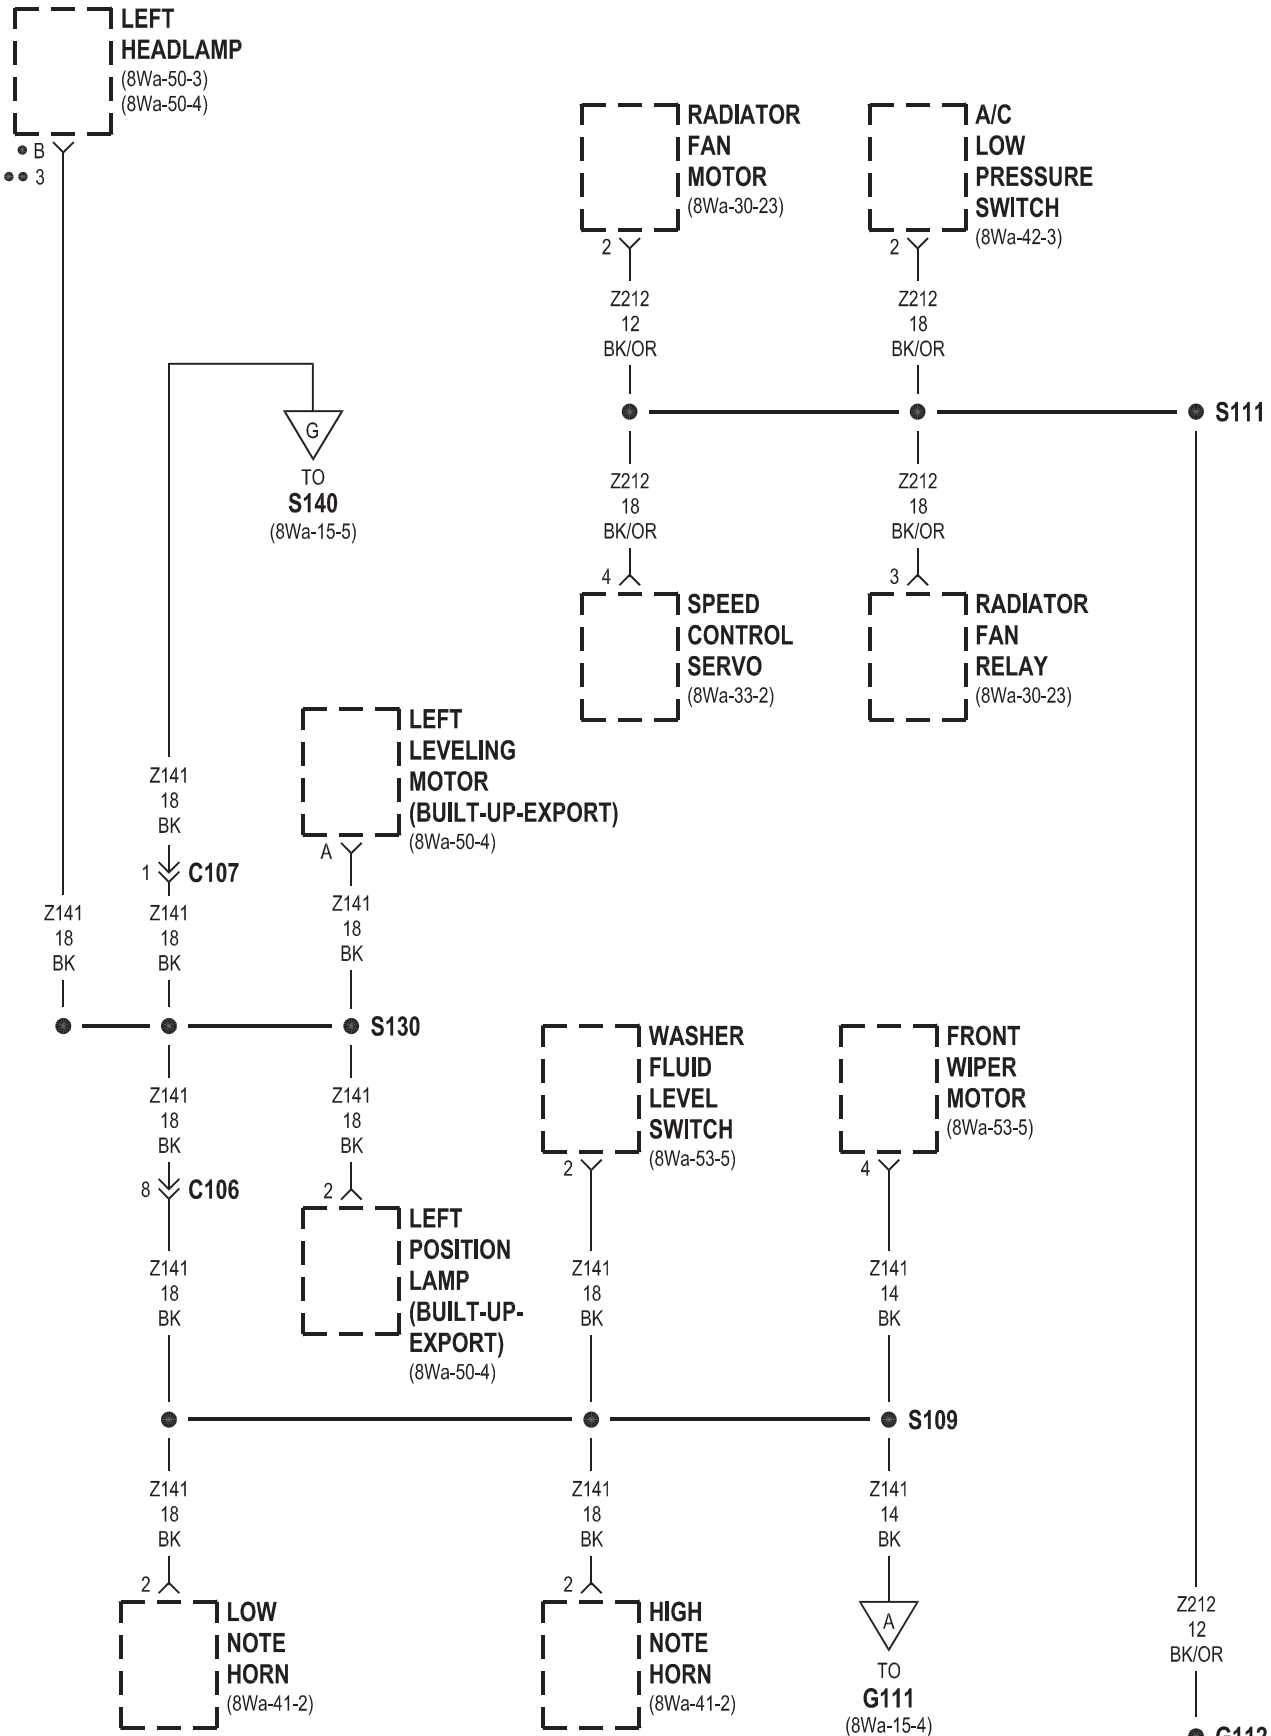 LEFT
HEADLAMP
(8Wa-50-3)
(8Wa-50-4)
B
3
RADIATOR
FAN
MOTOR
(8Wa-30-23)
2
Z212
12
BK/OR
A/C
LOW
PRESSURE
SWITCH
(8Wa-42-3)
2
Z212
18
BK/OR
S111
G
TO
S140
(8Wa-15-5)
Z212
18
BK/OR
4
SPEED
CONTROL
SERVO
(8Wa-33-2)
Z212
18
BK/OR
3
RADIATOR
FAN
RELAY
(8Wa-30-23)
Z141
18
BK
1
C107
LEFT
LEVELING
MOTOR
(BUILT-UP-EXPORT)
(8Wa-50-4)
A
Z141
18
BK
Z141
18
BK
Z141
18
BK
S130
Z141
18
BK
8
C106
Z141
18
BK
2
LEFT
POSITION
LAMP
(BUILT-UP-
EXPORT)
(8Wa-50-4)
WASHER
FLUID
LEVEL
SWITCH
(8Wa-53-5)
2
FRONT
WIPER
MOTOR
(8Wa-53-5)
4
Z141
18
BK
Z141
18
BK
Z141
14
BK
S109
Z141
18
BK
2
LOW
NOTE
HORN
(8Wa-41-2)
Z141
18
BK
2
HIGH
NOTE
HORN
(8Wa-41-2)
Z141
14
BK
A
TO
G111
(8Wa-15-4)
Z212
12
BK/OR